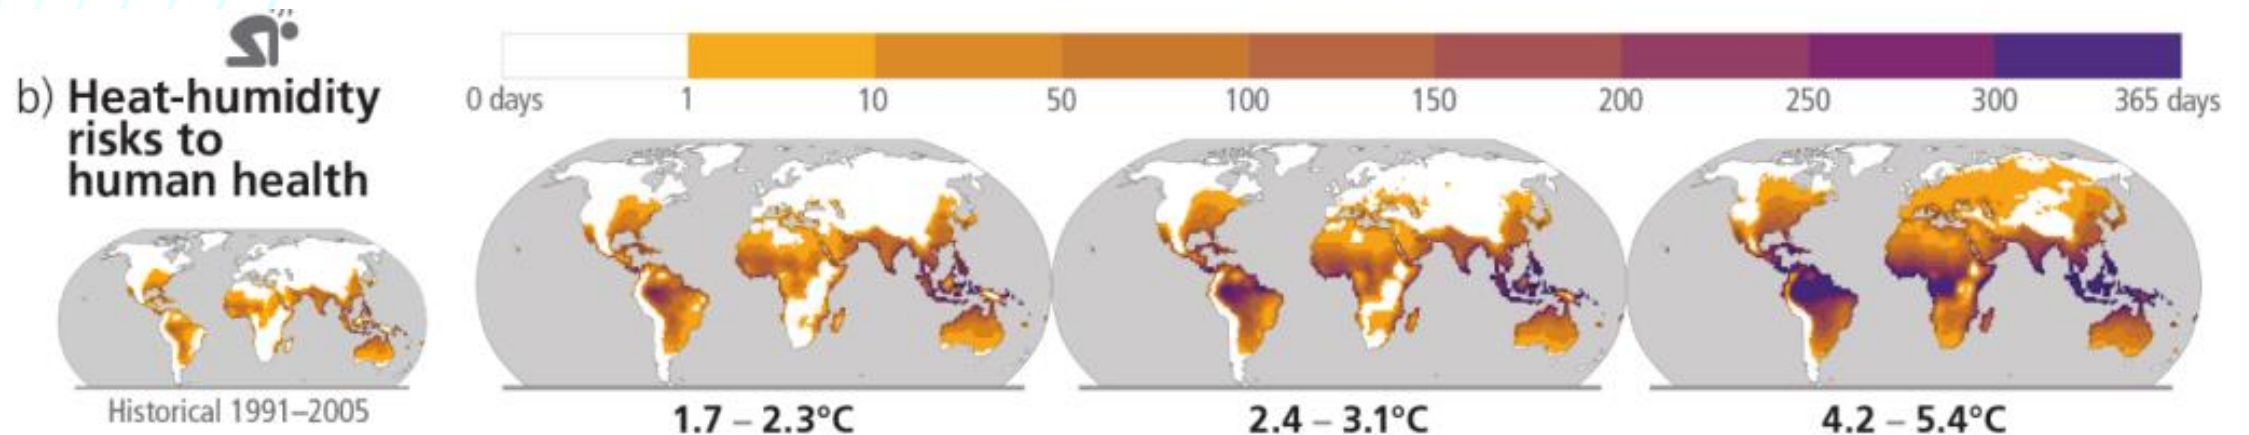 b) Heat-humidity
risks to
human health
0 days 1 10 50 100 150 200 250 300 365 days
Historical 1991–2005
1.7 – 2.3°C
2.4 – 3.1°C
4.2 – 5.4°C